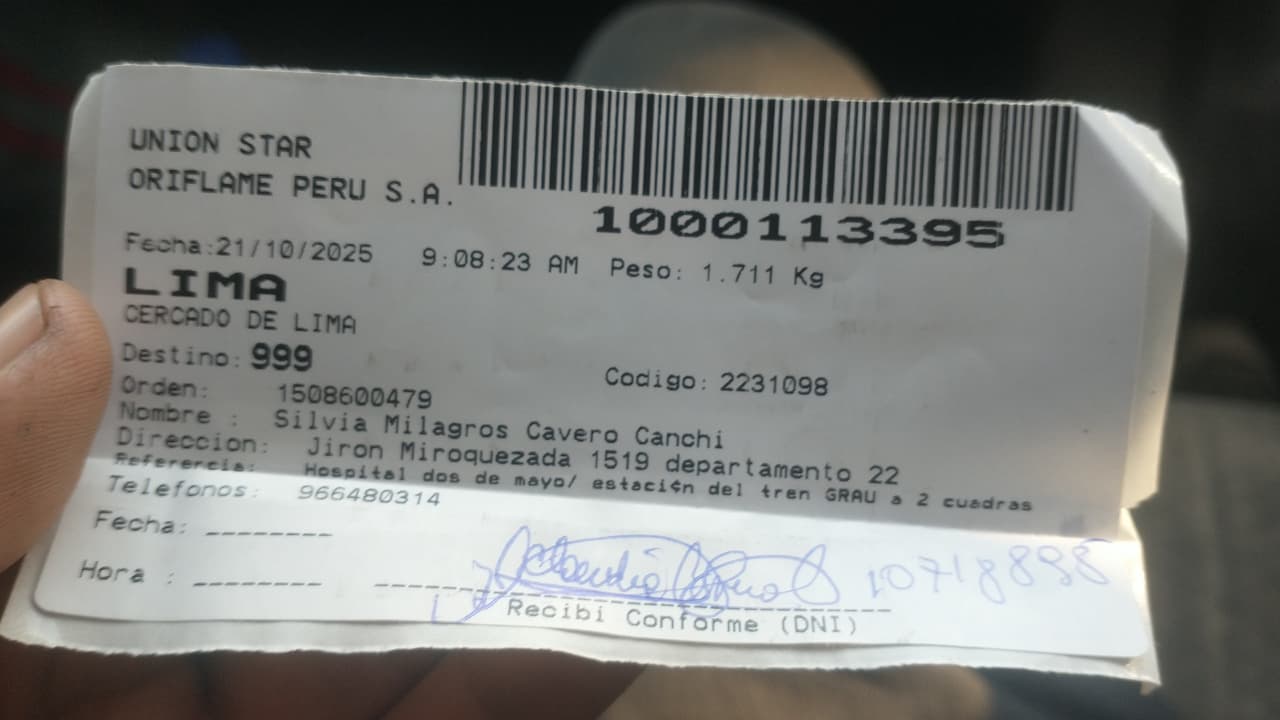 UNION STAR
ORIFLAME PERU S.A.
1000113395
Fecha:21/10/2025 9:08:23 AM Peso: 1.711 Kg
LIMA
CERCADO DE LIMA
Destino: 999
Codigo: 2231098
Orden: 1508600479
Nombre : Silvia Milagros Cavero Canchi
Direccion: Jiron Miroquezada 1519 departamento 22
Referencia: Hospital dos de mayo/ estaci¢n del tren GRAU a 2 cuadras
Telefonos: 966480314
Fecha: --------
Hora : --------
10718898
Recibi Conforme (DNI)